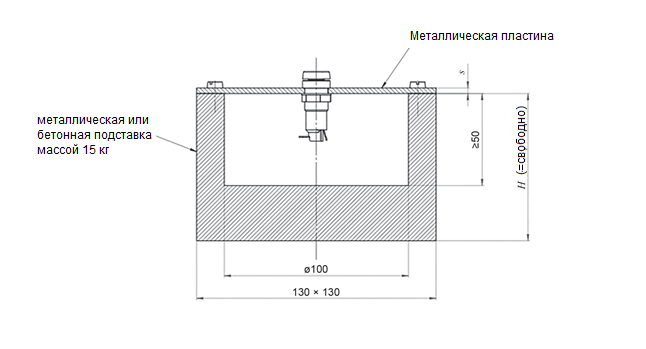 Металлическая пластина
s
металлическая или
бетонная подставка
массой 15 кг
≥50
H (=свободно)
ø100
130 × 130